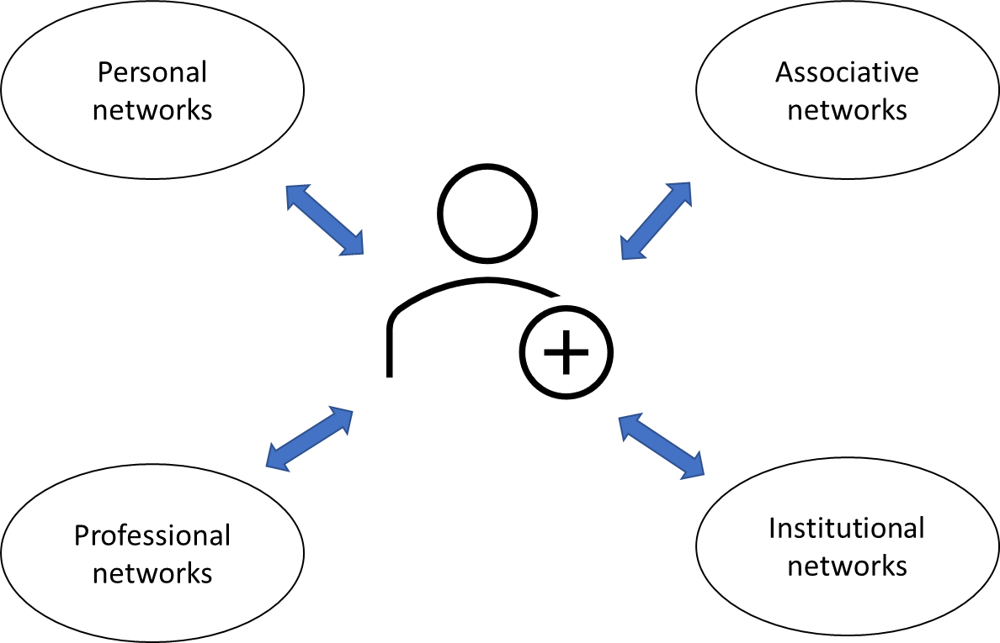 Personal
networks
Associative
networks
Professional
networks
Institutional
networks